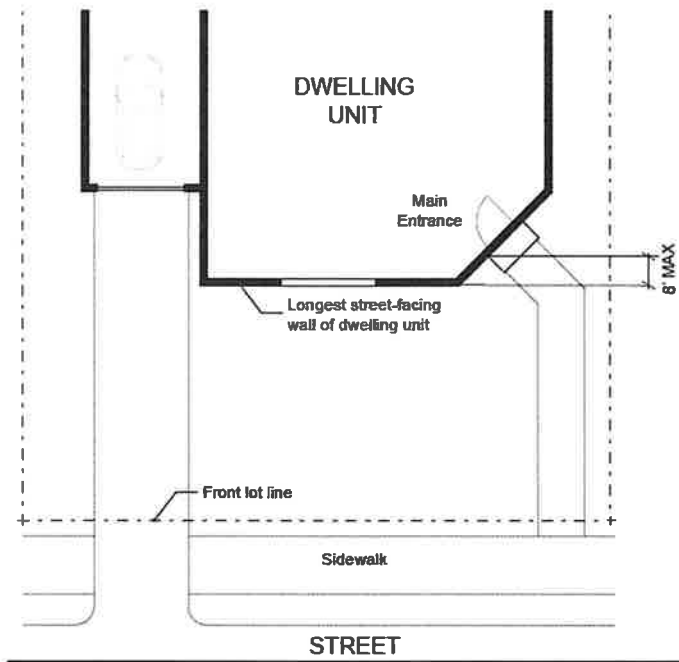 DWELLING
UNIT
Main
Entrance
8' MAX
Longest street-facing
wall of dwelling unit
Front lot line
Sidewalk
STREET